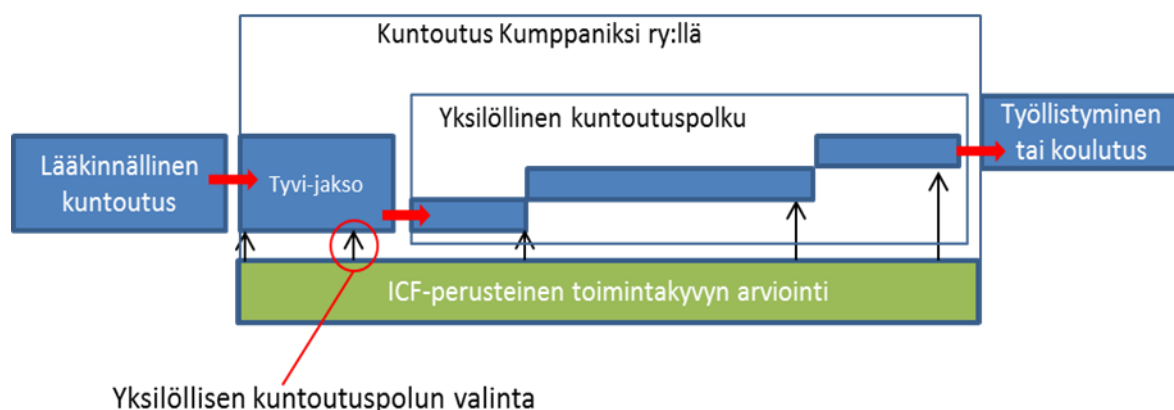 Kuntoutus Kumppaniksi ry:llä
Yksilöllinen kuntoutuspolku
Työllistyminen
tai koulutus
Lääkinnällinen
kuntoutus
Tyvi-jakso
ICF-perusteinen toimintakyvyn arviointi
Yksilöllisen kuntoutuspolun valinta